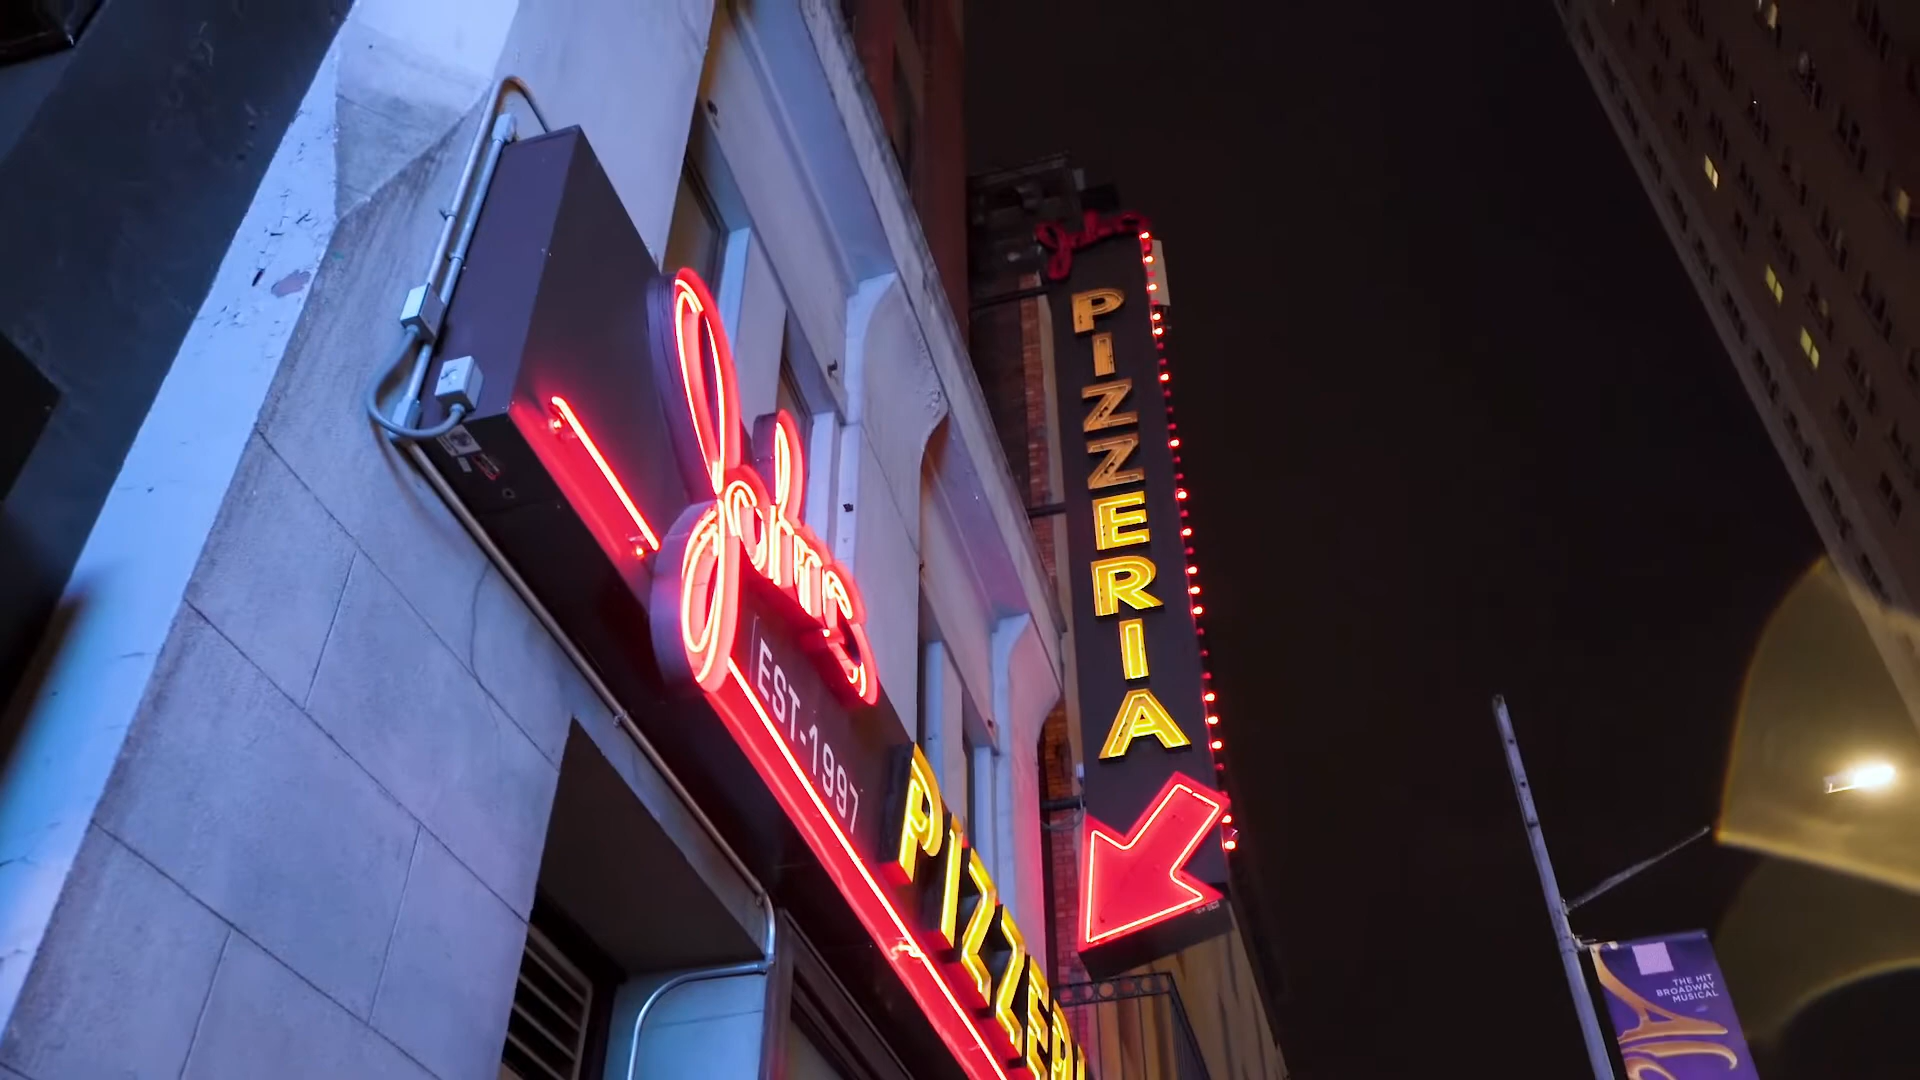 John's
EST-1997
PIZZERI
John's
PIZZERIA
THE HIT
BROADWAY
MUSICAL